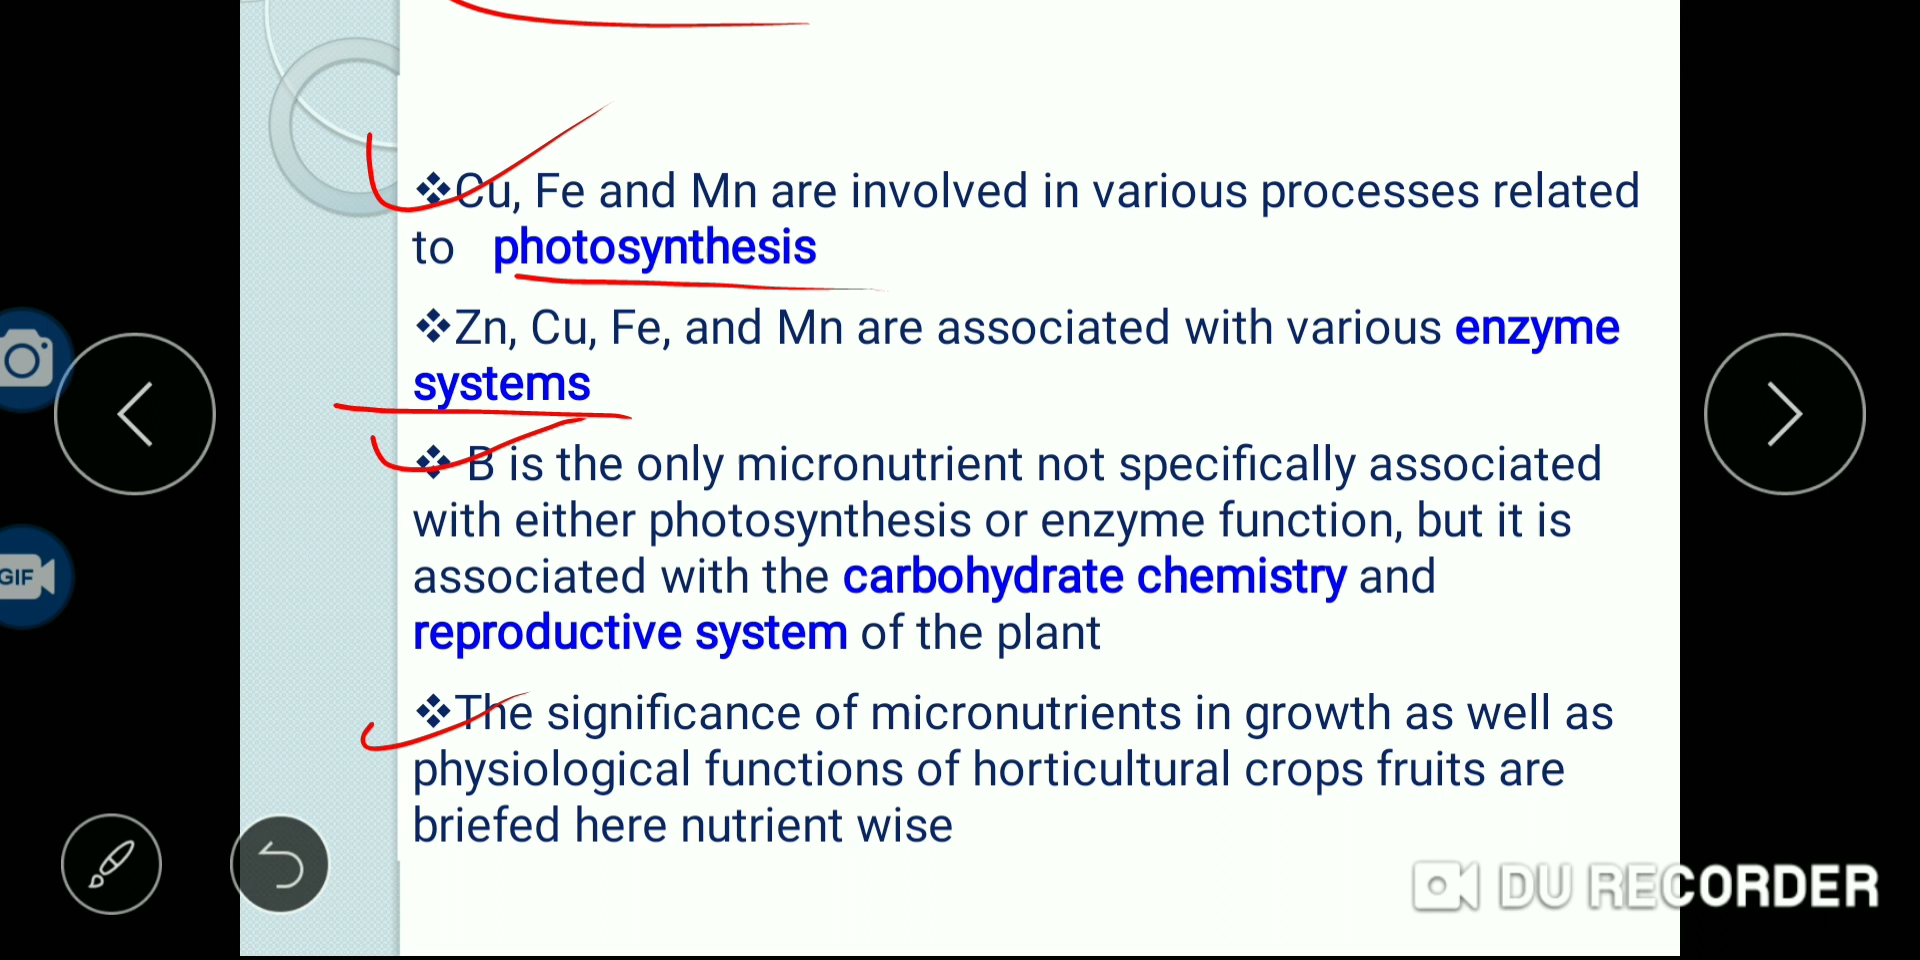 ❖Cu, Fe and Mn are involved in various processes related
to photosynthesis
❖Zn, Cu, Fe, and Mn are associated with various enzyme
systems
❖ B is the only micronutrient not specifically associated
with either photosynthesis or enzyme function, but it is
associated with the carbohydrate chemistry and
reproductive system of the plant
❖The significance of micronutrients in growth as well as
physiological functions of horticultural crops fruits are
briefed here nutrient wise
GIF
DU RECORDER